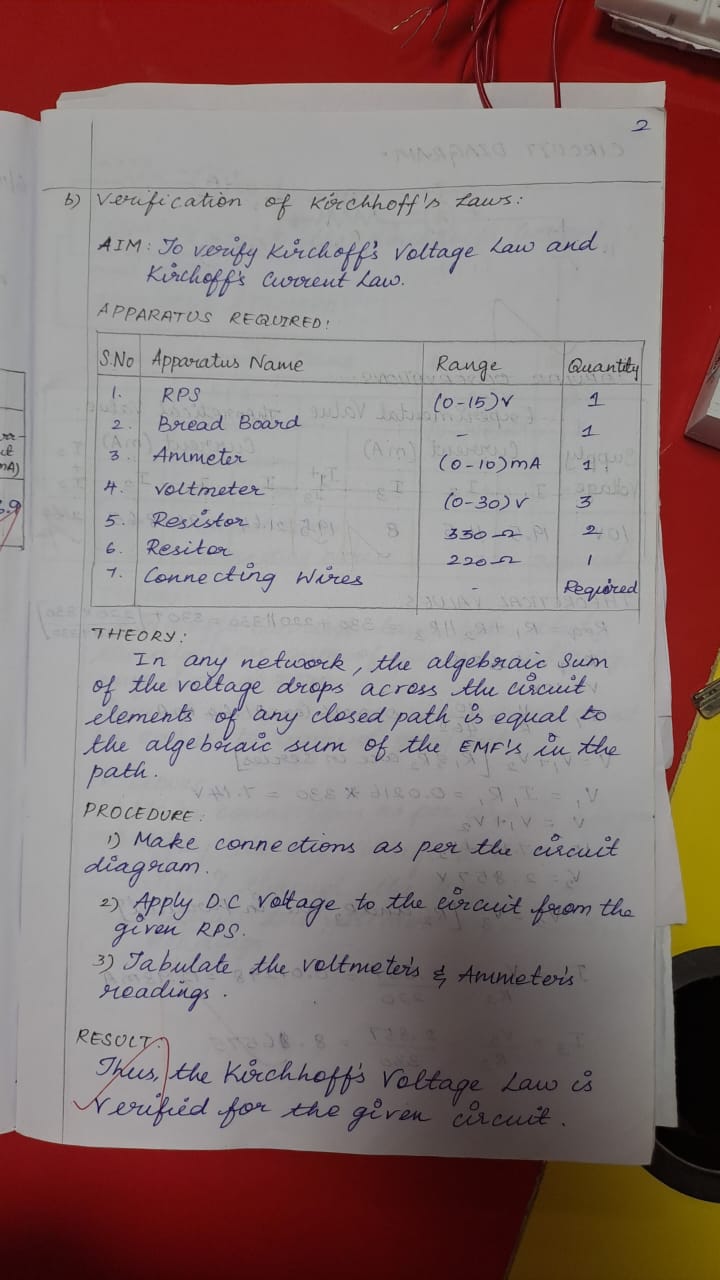 2
b) Verification of Kirchhoff's Laws:
AIM: To verify Kirchoff's Voltage Law and
Kirchoff's Current Law.
APPARATUS REQUIRED:
S.No Apparatus Name Range Quantity
1. RPS (0-15)V 1
2. Bread Board - 1
3. Ammeter (0-10)mA 1
4. Voltmeter (0-30)V 3
5. Resistor 330 Ω 2
6. Resitor 220 Ω 1
7. Connecting Wires - Required
THEORY:
In any network, the algebraic sum
of the voltage drops across the circuit
elements of any closed path is equal to
the algebraic sum of the EMF's in the
path.
PROCEDURE:
1) Make connections as per the circuit
diagram.
2) Apply D.C Voltage to the circuit from the
given RPS.
3) Tabulate the voltmeter's & Ammeter's
readings.
RESULT:
Thus, the Kirchhoff's Voltage Law is
Verified for the given circuit.